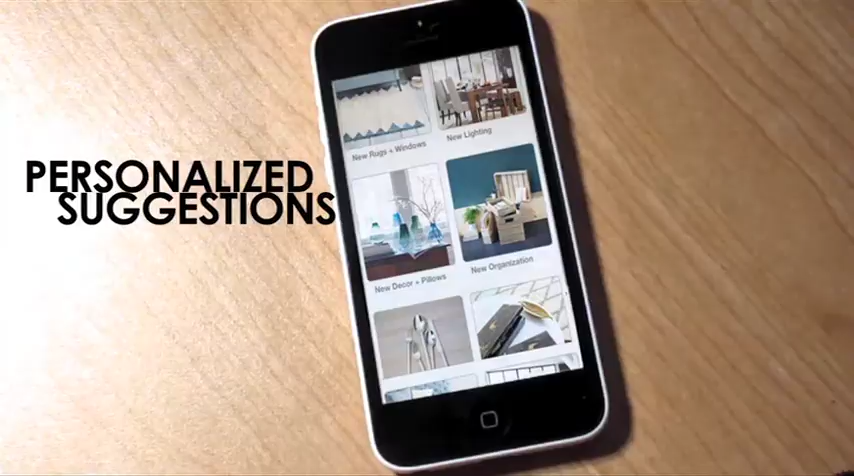 PERSONALIZED
SUGGESTIONS
New Rugs + Windows
New Lighting
New Decor + Pillows
New Organization